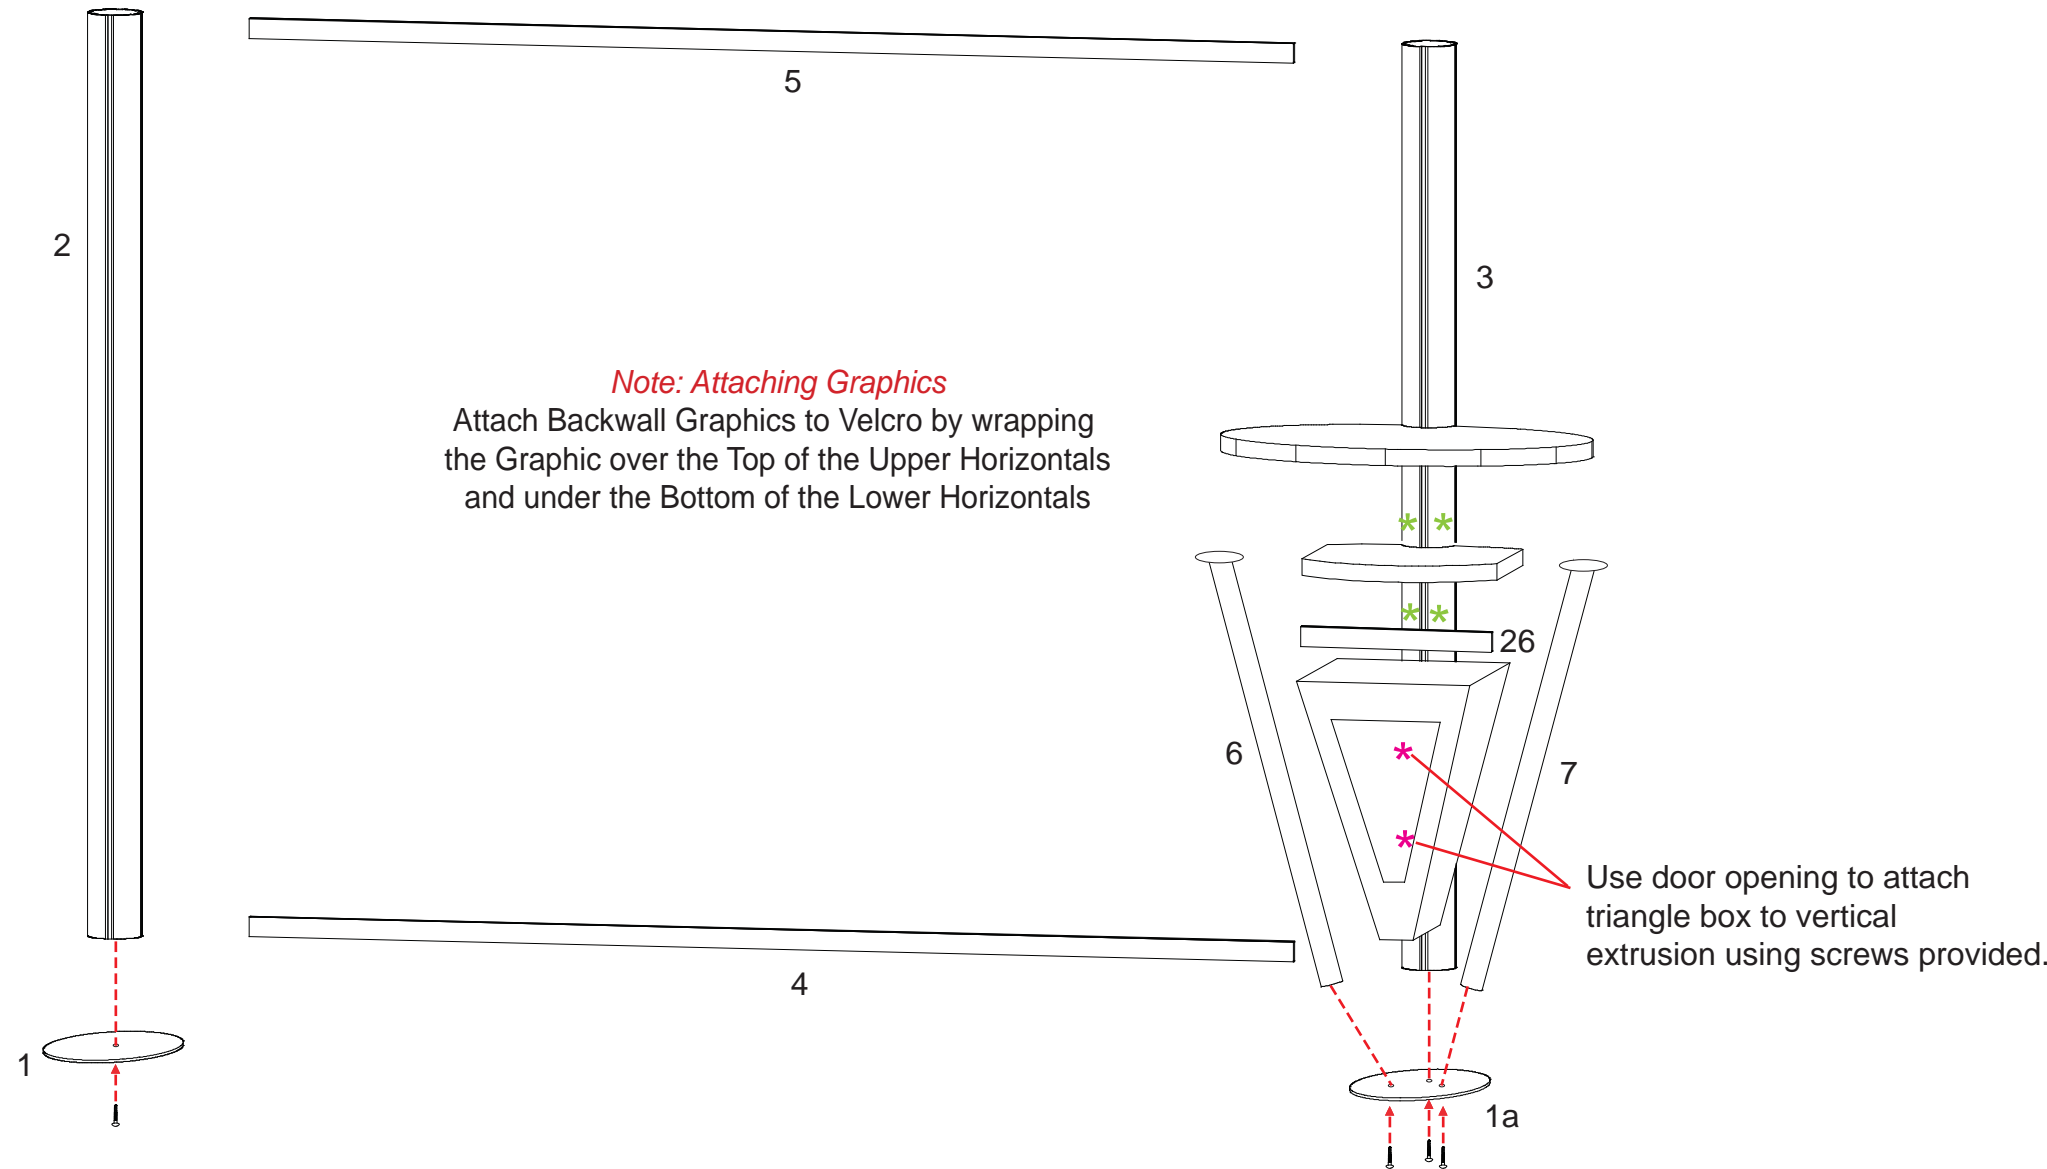 5
2
3
Note: Attaching Graphics
Attach Backwall Graphics to Velcro by wrapping
the Graphic over the Top of the Upper Horizontals
and under the Bottom of the Lower Horizontals
* *
* *
26
6
*
7
*
Use door opening to attach
triangle box to vertical
extrusion using screws provided.
4
1
1a